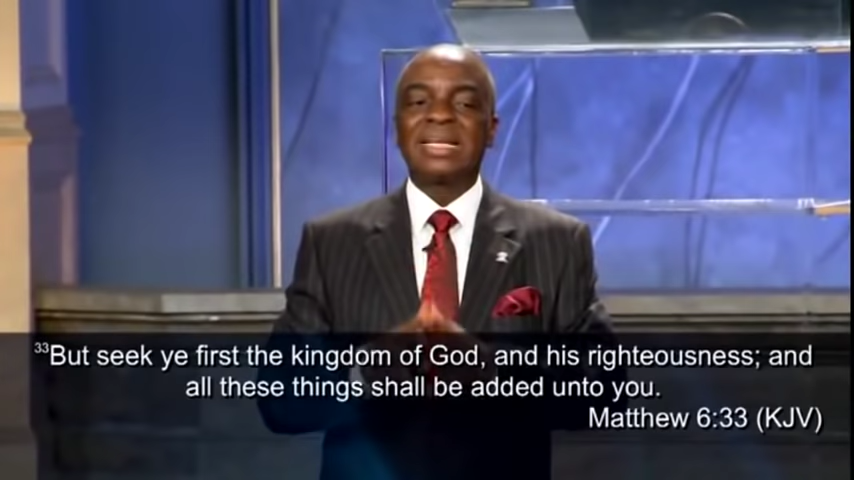 ³³But seek ye first the kingdom of God, and his righteousness; and
all these things shall be added unto you.
Matthew 6:33 (KJV)